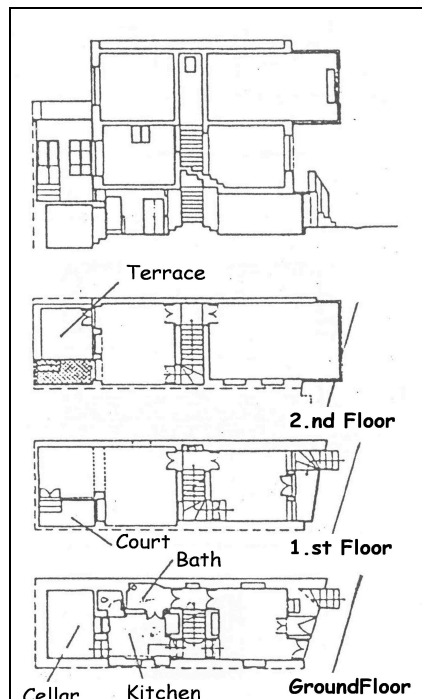 Terrace
2.nd Floor
Court
1.st Floor
Bath
Cellar
Kitchen
GroundFloor